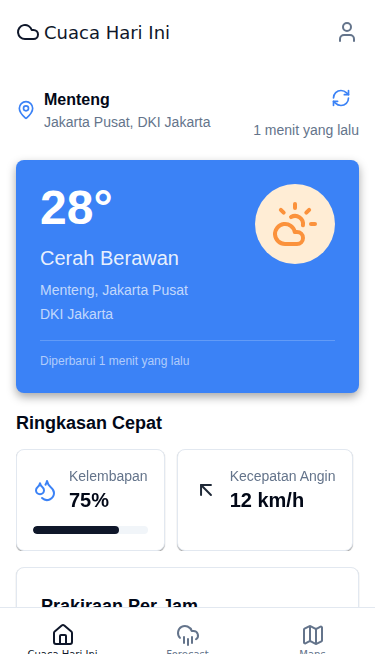 Cuaca Hari Ini
Menteng
Jakarta Pusat, DKI Jakarta
1 menit yang lalu
28°
Cerah Berawan
Menteng, Jakarta Pusat
DKI Jakarta
Diperbarui 1 menit yang lalu
Ringkasan Cepat
Kelembapan
75%
Kecepatan Angin
12 km/h
Prakiraan Per Jam
Cuaca Hari Ini
Forecast
Maps